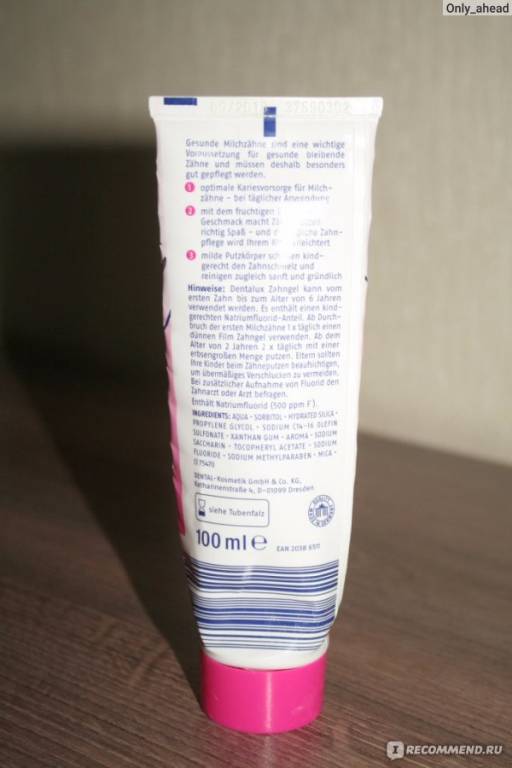 Only_ahead
Gesunde Milchzähne sind eine wichtige
Voraussetzung für gesunde bleibende
Zähne und müssen deshalb besonders
gut gepflegt werden.
1 optimale Kariesvorsorge für Milch-
zähne – bei täglicher Anwendung
2 mit dem fruchtigen
Geschmack macht
richtig Spaß – und Zahn-
pflege wird Ihrem erleichtert
3 milde Putzkörper kind-
gerecht den Zahnschmelz und
reinigen zugleich sanft und gründlich
Hinweise: Dentalux Zahngel kann vom
ersten Zahn bis zum Alter von 6 Jahren
verwendet werden. Es enthält einen kind-
gerechten Natriumfluorid-Anteil. Ab Durch-
bruch der ersten Milchzähne 1 x täglich einen
dünnen Film Zahngel verwenden. Ab dem
Alter von 2 Jahren 2 x täglich mit einer
erbsengroßen Menge putzen. Eltern sollten
Ihre Kinder beim Zähneputzen beaufsichtigen,
um übermäßiges Verschlucken zu vermeiden.
Bei zusätzlicher Aufnahme von Fluorid den
Zahnarzt oder Arzt befragen.
Enthält Natriumfluorid (500 ppm F⁻).
INGREDIENTS: AQUA • SORBITOL • HYDRATED SILICA •
PROPYLENE GLYCOL • SODIUM C14-16 OLEFIN
SULFONATE • XANTHAN GUM • AROMA • SODIUM
SACCHARIN • TOCOPHERYL ACETATE • SODIUM
FLUORIDE • SODIUM METHYLPARABEN • MICA •
DENTAL-Kosmetik GmbH & Co. KG,
Katharinenstraße 4, D-01099 Dresden
siehe Tubenfalz
100 ml e
EAN 2038 6511
IRECOMMEND.RU